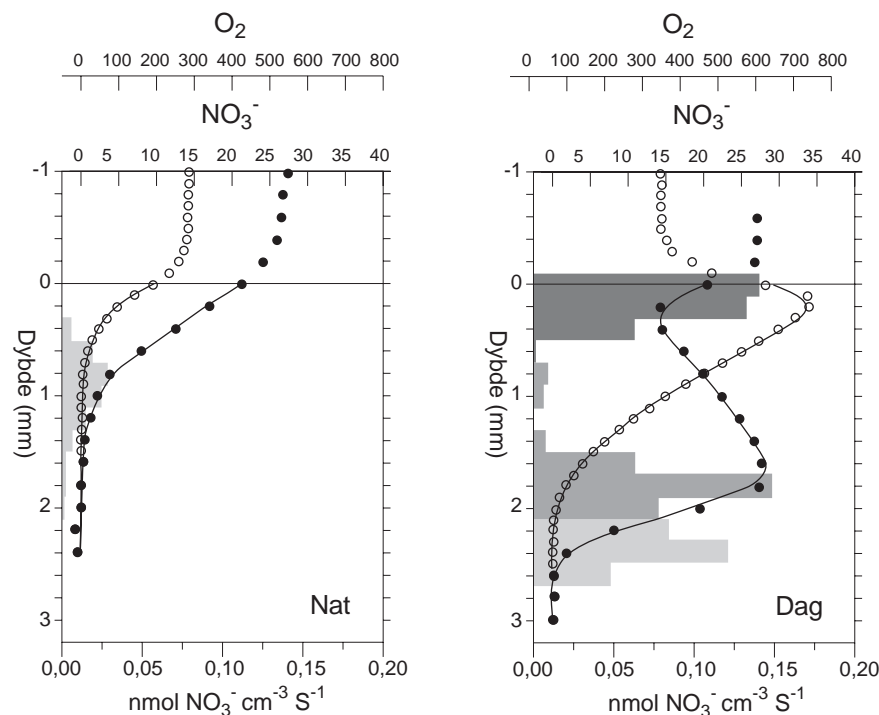 O2
0 100 200 300 400 500 600 700 800
NO3-
0 5 10 15 20 25 30 35 40
-1
0
1
2
3
Dybde (mm)
Nat
0,00 0,05 0,10 0,15 0,20
nmol NO3- cm-3 S-1
O2
0 100 200 300 400 500 600 700 800 900
NO3-
0 5 10 15 20 25 30 35 40
-1
0
1
2
3
Dybde (mm)
Dag
0,00 0,05 0,10 0,15 0,20
nmol NO3- cm-3 S-1